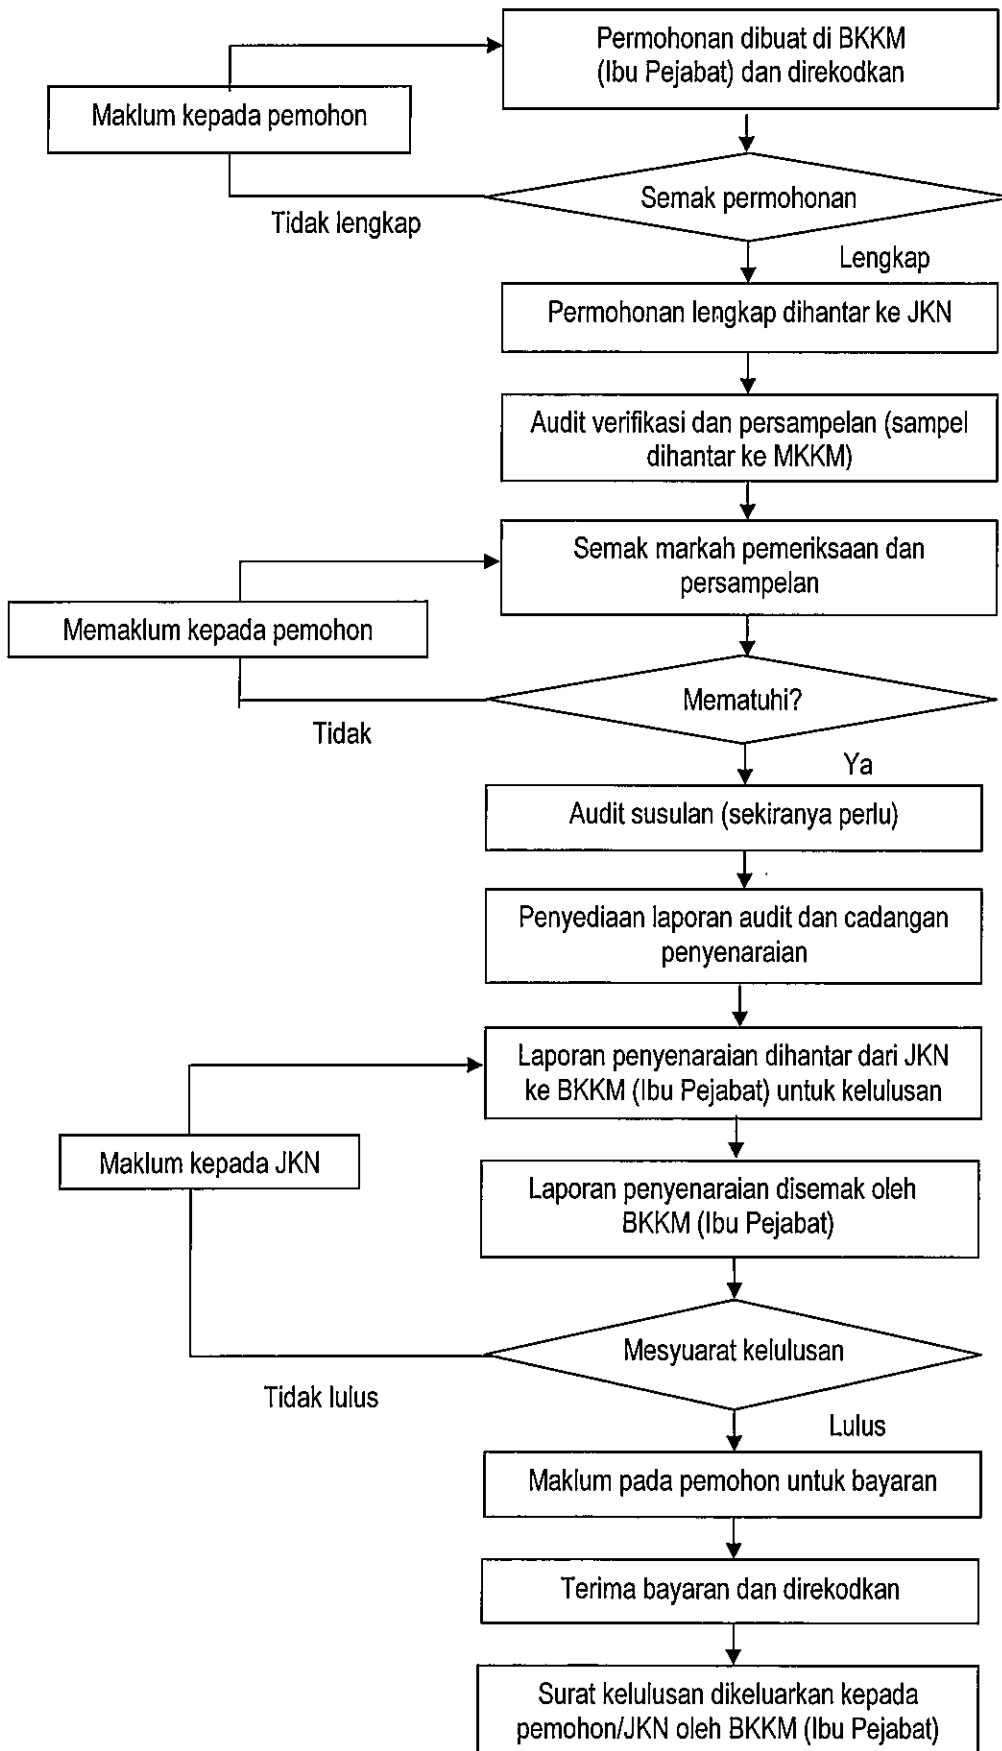 Permohonan dibuat di BKKM
(Ibu Pejabat) dan direkodkan
Maklum kepada pemohon
Semak permohonan
Tidak lengkap
Lengkap
Permohonan lengkap dihantar ke JKN
Audit verifikasi dan persampelan (sampel
dihantar ke MKKM)
Semak markah pemeriksaan dan
persampelan
Memaklum kepada pemohon
Mematuhi?
Tidak
Ya
Audit susulan (sekiranya perlu)
Penyediaan laporan audit dan cadangan
penyenaraian
Laporan penyenaraian dihantar dari JKN
ke BKKM (Ibu Pejabat) untuk kelulusan
Maklum kepada JKN
Laporan penyenaraian disemak oleh
BKKM (Ibu Pejabat)
Mesyuarat kelulusan
Tidak lulus
Lulus
Maklum pada pemohon untuk bayaran
Terima bayaran dan direkodkan
Surat kelulusan dikeluarkan kepada
pemohon/JKN oleh BKKM (Ibu Pejabat)